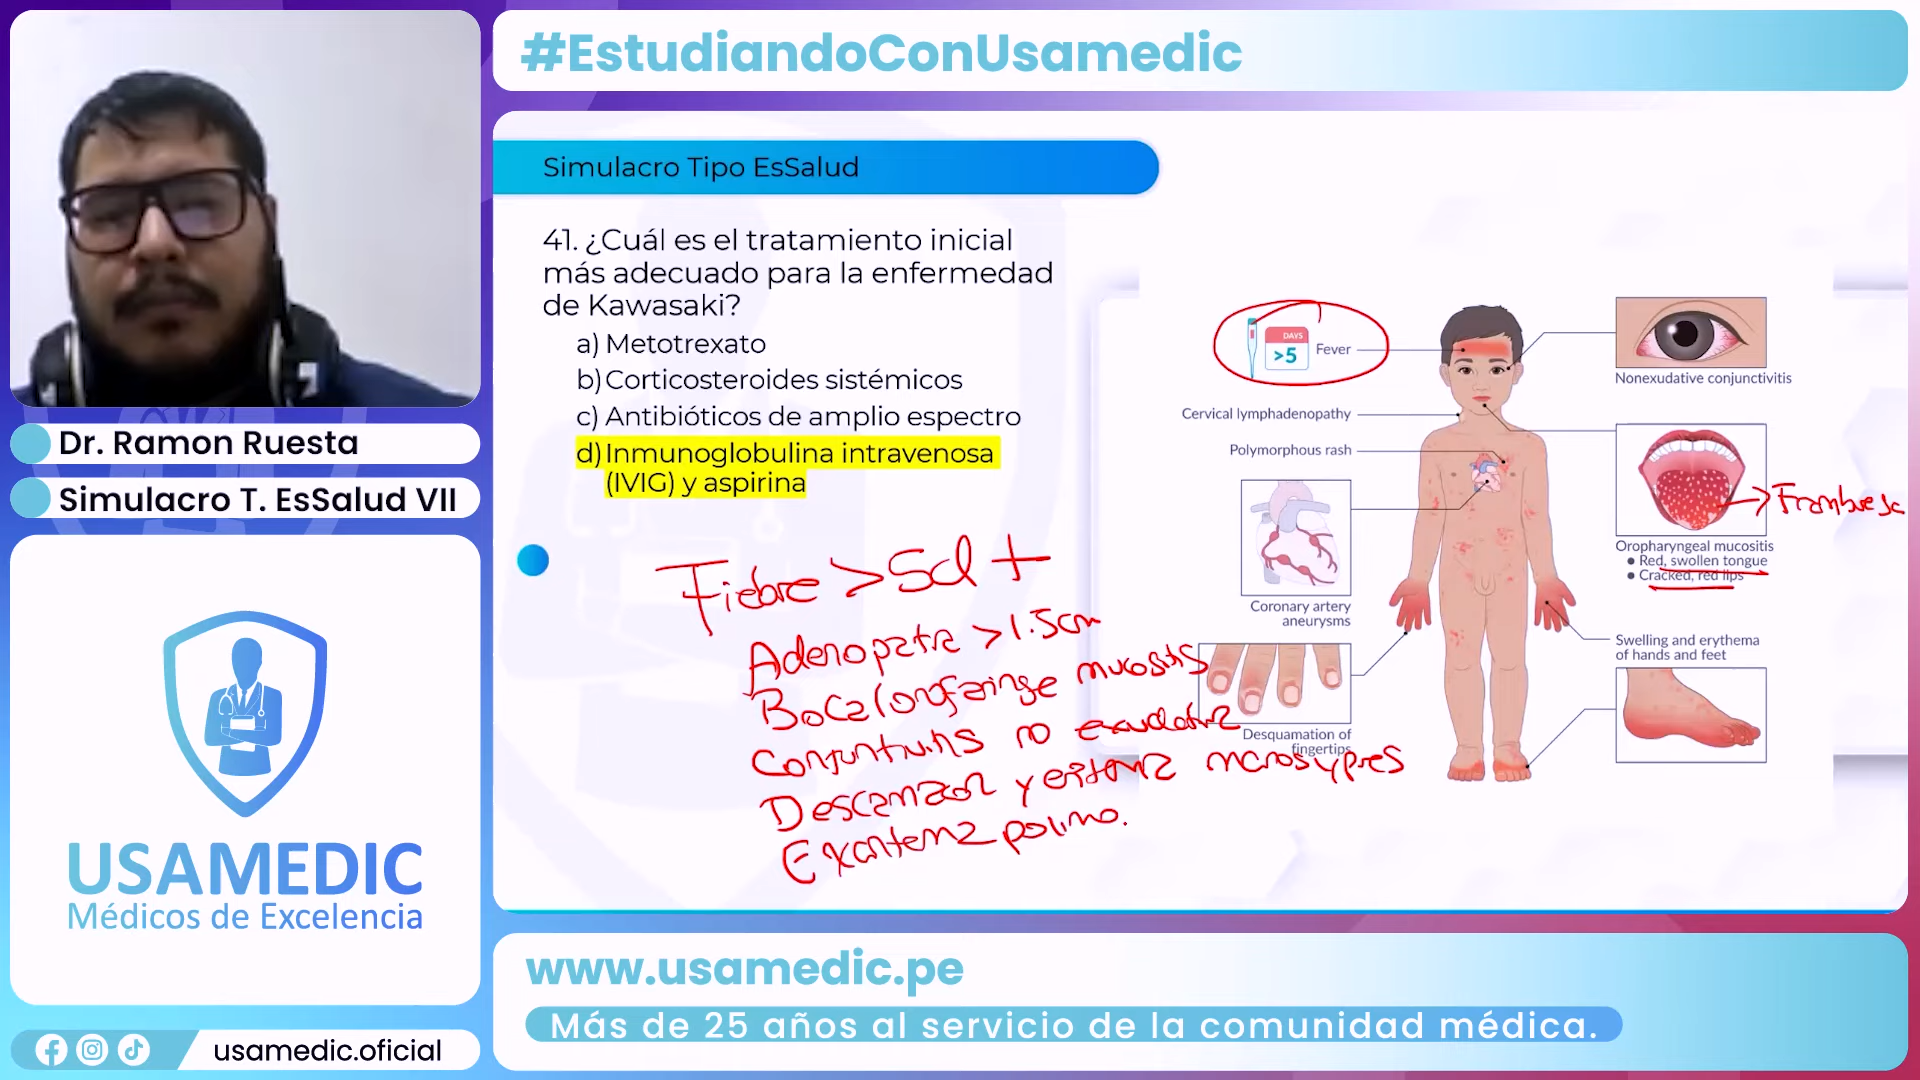 #EstudiandoConUsamedic
Simulacro Tipo EsSalud
41. ¿Cuál es el tratamiento inicial
más adecuado para la enfermedad
de Kawasaki?
a) Metotrexato
b) Corticosteroides sistémicos
c) Antibióticos de amplio espectro
d) Inmunoglobulina intravenosa
(IVIG) y aspirina
Fiebre >5d +
Adenopatia >1.5cm
Boca/orofaringe mucositis
Conjuntivitis no exudativa
y eritema manos y pies
Exantema polimo.
DAYS
>5
Fever
Cervical lymphadenopathy
Polymorphous rash
Coronary artery
aneurysms
Desquamation of
fingertips
Nonexudative conjunctivitis
Frambuesa
Oropharyngeal mucositis
• Red, swollen tongue
• Cracked, red lips
Swelling and erythema
of hands and feet
Dr. Ramon Ruesta
Simulacro T. EsSalud VII
USAMEDIC
Médicos de Excelencia
usamedic.oficial
www.usamedic.pe
Más de 25 años al servicio de la comunidad médica.